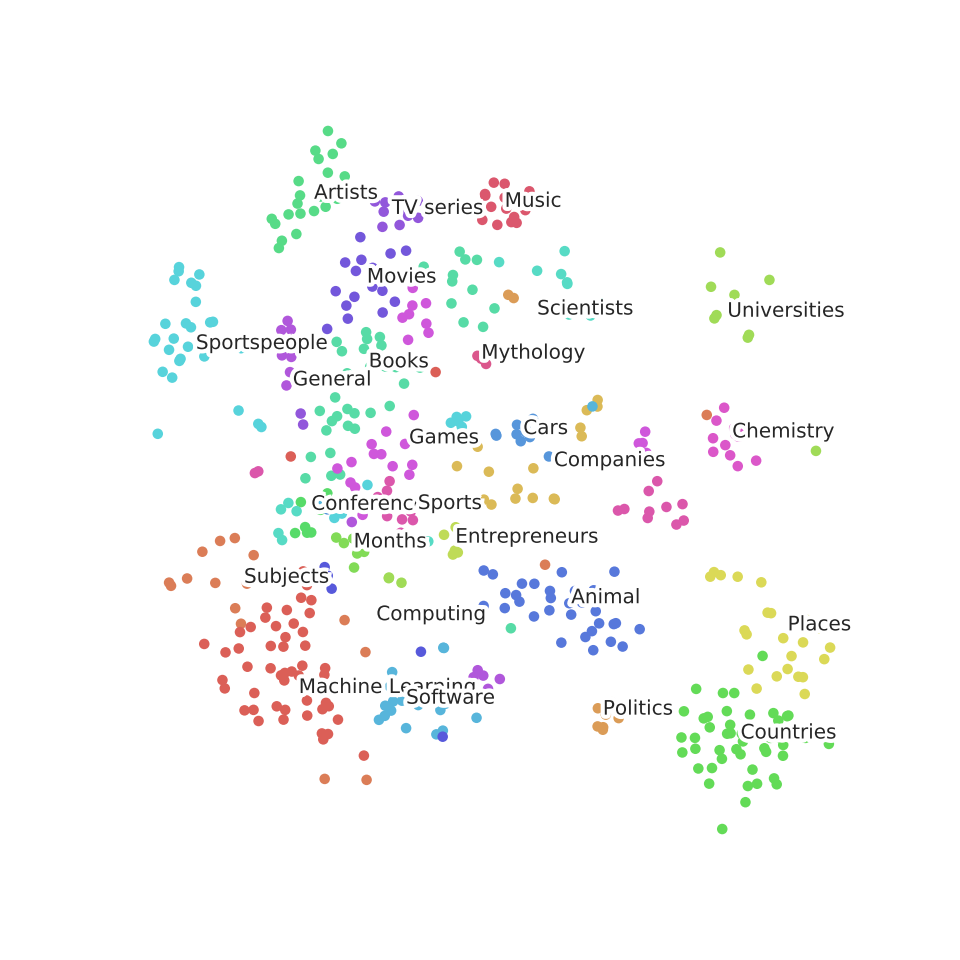 Artists
TV series
Music
Movies
Scientists
Universities
Sportspeople
Mythology
Books
General
Games
Cars
Chemistry
Companies
Conferenc
Sports
Months
Entrepreneurs
Subjects
Animal
Computing
Places
Machine Learning
Software
Politics
Countries